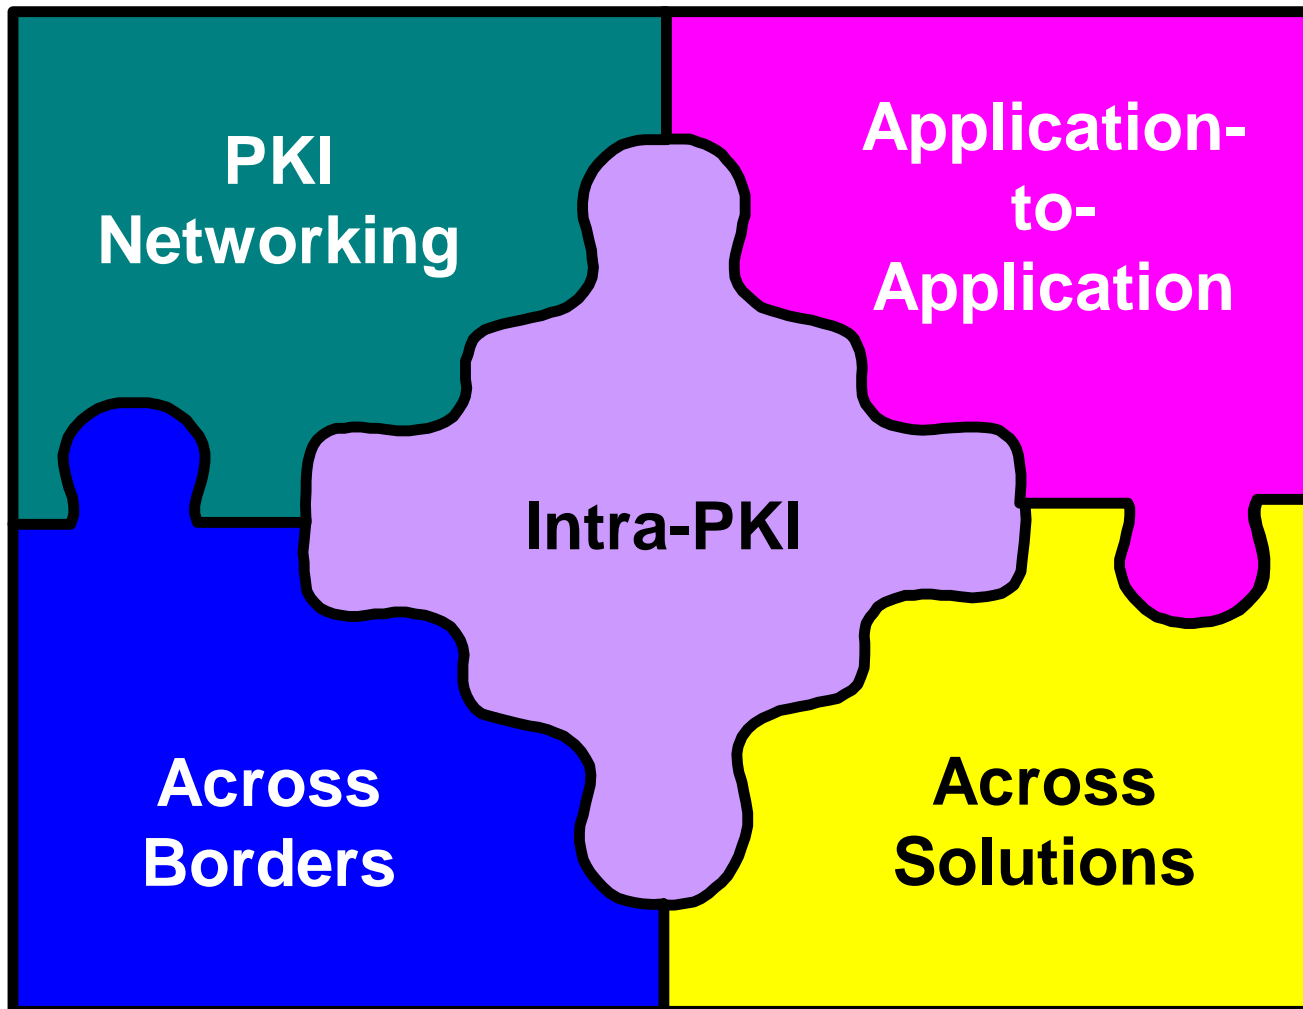 PKI
Networking
Application-
to-
Application
Intra-PKI
Across
Borders
Across
Solutions